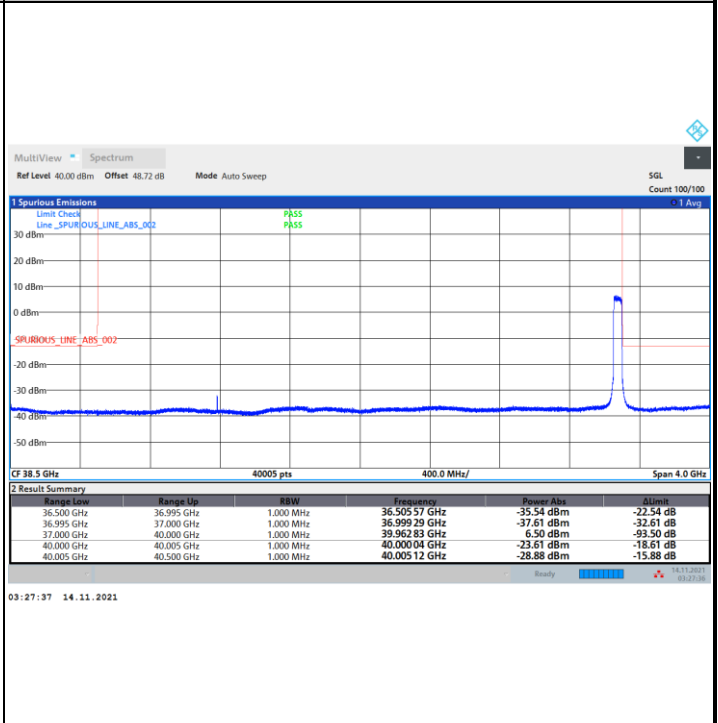 MultiView Spectrum
Ref Level 40.00 dBm Offset 48.72 dB Mode Auto Sweep SGL
Count 100/100
1 Spurious Emissions 1 Avg
Limit Check PASS
Line _SPURIOUS_LINE_ABS_002 PASS
30 dBm
20 dBm
10 dBm
0 dBm
_SPURIOUS_LINE_ABS_002
-20 dBm
-30 dBm
-40 dBm
-50 dBm
CF 38.5 GHz 40005 pts 400.0 MHz/ Span 4.0 GHz
2 Result Summary
Range Low Range Up RBW Frequency Power Abs ΔLimit
36.500 GHz 36.995 GHz 1.000 MHz 36.505 57 GHz -35.54 dBm -22.54 dB
36.995 GHz 37.000 GHz 1.000 MHz 36.999 29 GHz -37.61 dBm -32.61 dB
37.000 GHz 40.000 GHz 1.000 MHz 39.962 83 GHz 6.50 dBm -93.50 dB
40.000 GHz 40.005 GHz 1.000 MHz 40.000 04 GHz -23.61 dBm -18.61 dB
40.005 GHz 40.500 GHz 1.000 MHz 40.005 12 GHz -28.88 dBm -15.88 dB
Ready 14.11.2021
03:27:36
03:27:37 14.11.2021